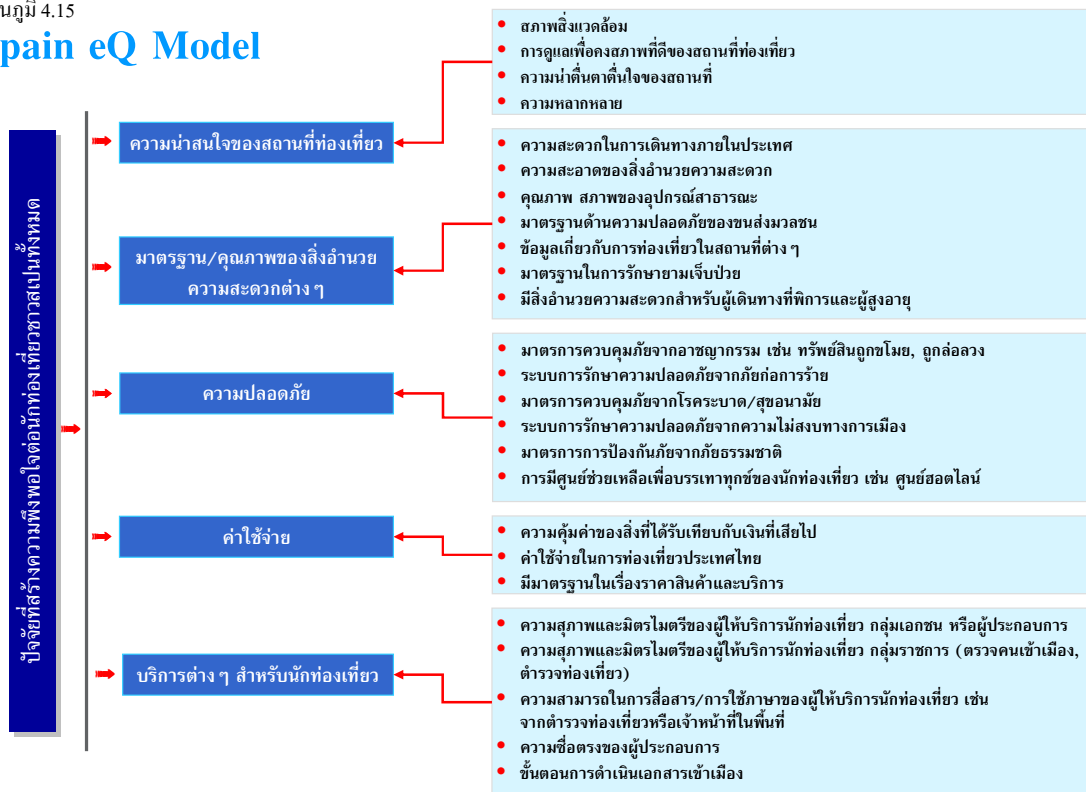 นภูมิ 4.15
pain eQ Model
ปัจจัยที่สร้างความพึงพอใจต่อนักท่องเที่ยวชาวสเปนทั้งหมด
ความน่าสนใจของสถานที่ท่องเที่ยว
• สภาพสิ่งแวดล้อม
• การดูแลเพื่อคงสภาพที่ดีของสถานที่ท่องเที่ยว
• ความน่าตื่นตาตื่นใจของสถานที่
• ความหลากหลาย
มาตรฐาน/คุณภาพของสิ่งอำนวย
ความสะดวกต่าง ๆ
• ความสะดวกในการเดินทางภายในประเทศ
• ความสะอาดของสิ่งอำนวยความสะดวก
• คุณภาพ สภาพของอุปกรณ์สาธารณะ
• มาตรฐานด้านความปลอดภัยของขนส่งมวลชน
• ข้อมูลเกี่ยวกับการท่องเที่ยวในสถานที่ต่าง ๆ
• มาตรฐานในการรักษายามเจ็บป่วย
• มีสิ่งอำนวยความสะดวกสำหรับผู้เดินทางที่พิการและผู้สูงอายุ
ความปลอดภัย
• มาตรการควบคุมภัยจากอาชญากรรม เช่น ทรัพย์สินถูกขโมย, ถูกล่อลวง
• ระบบการรักษาความปลอดภัยจากภัยก่อการร้าย
• มาตรการควบคุมภัยจากโรคระบาด/สุขอนามัย
• ระบบการรักษาความปลอดภัยจากความไม่สงบทางการเมือง
• มาตรการการป้องกันภัยจากภัยธรรมชาติ
• การมีศูนย์ช่วยเหลือเพื่อบรรเทาทุกข์ของนักท่องเที่ยว เช่น ศูนย์ฮอตไลน์
ค่าใช้จ่าย
• ความคุ้มค่าของสิ่งที่ได้รับเทียบกับเงินที่เสียไป
• ค่าใช้จ่ายในการท่องเที่ยวประเทศไทย
• มีมาตรฐานในเรื่องราคาสินค้าและบริการ
บริการต่าง ๆ สำหรับนักท่องเที่ยว
• ความสุภาพและมิตรไมตรีของผู้ให้บริการนักท่องเที่ยว กลุ่มเอกชน หรือผู้ประกอบการ
• ความสุภาพและมิตรไมตรีของผู้ให้บริการนักท่องเที่ยว กลุ่มราชการ (ตรวจคนเข้าเมือง,
ตำรวจท่องเที่ยว)
• ความสามารถในการสื่อสาร/การใช้ภาษาของผู้ให้บริการนักท่องเที่ยว เช่น
จากตำรวจท่องเที่ยวหรือเจ้าหน้าที่ในพื้นที่
• ความซื่อตรงของผู้ประกอบการ
• ขั้นตอนการดำเนินเอกสารเข้าเมือง